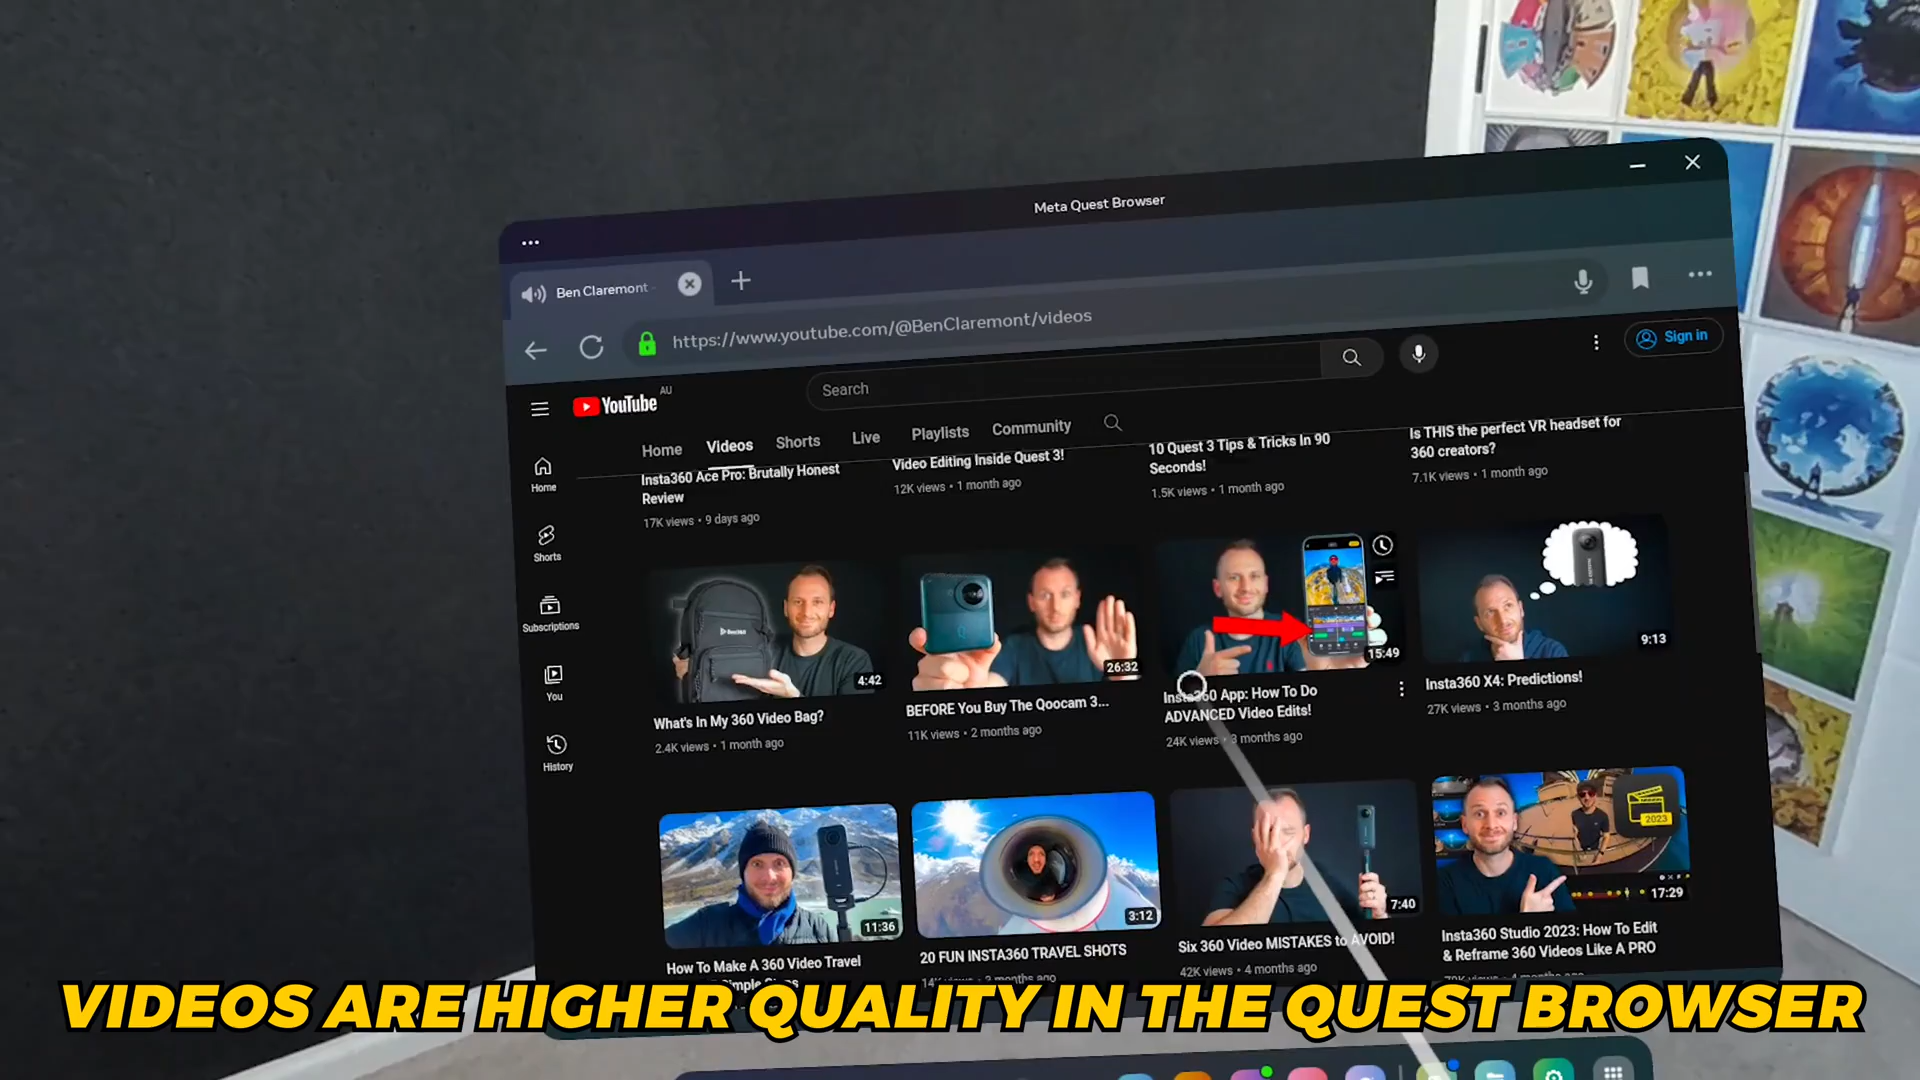 Meta Quest Browser
Ben Claremont -
https://www.youtube.com/@BenClaremont/videos
YouTube
AU
Search
Sign in
Home
Videos
Shorts
Live
Playlists
Community
Home
Shorts
Subscriptions
You
History
Insta360 Ace Pro: Brutally Honest
Review
17K views • 9 days ago
Video Editing Inside Quest 3!
12K views • 1 month ago
10 Quest 3 Tips & Tricks In 90
Seconds!
1.5K views • 1 month ago
Is THIS the perfect VR headset for
360 creators?
7.1K views • 1 month ago
4:42
What's In My 360 Video Bag?
2.4K views • 1 month ago
26:32
BEFORE You Buy The Qoocam 3...
11K views • 2 months ago
15:49
Insta360 App: How To Do
ADVANCED Video Edits!
24K views • 3 months ago
9:13
Insta360 X4: Predictions!
27K views • 3 months ago
11:36
How To Make A 360 Video Travel
3:12
20 FUN INSTA360 TRAVEL SHOTS
7:40
Six 360 Video MISTAKES to AVOID!
42K views • 4 months ago
2023
17:29
Insta360 Studio 2023: How To Edit
& Reframe 360 Videos Like A PRO
VIDEOS ARE HIGHER QUALITY IN THE QUEST BROWSER